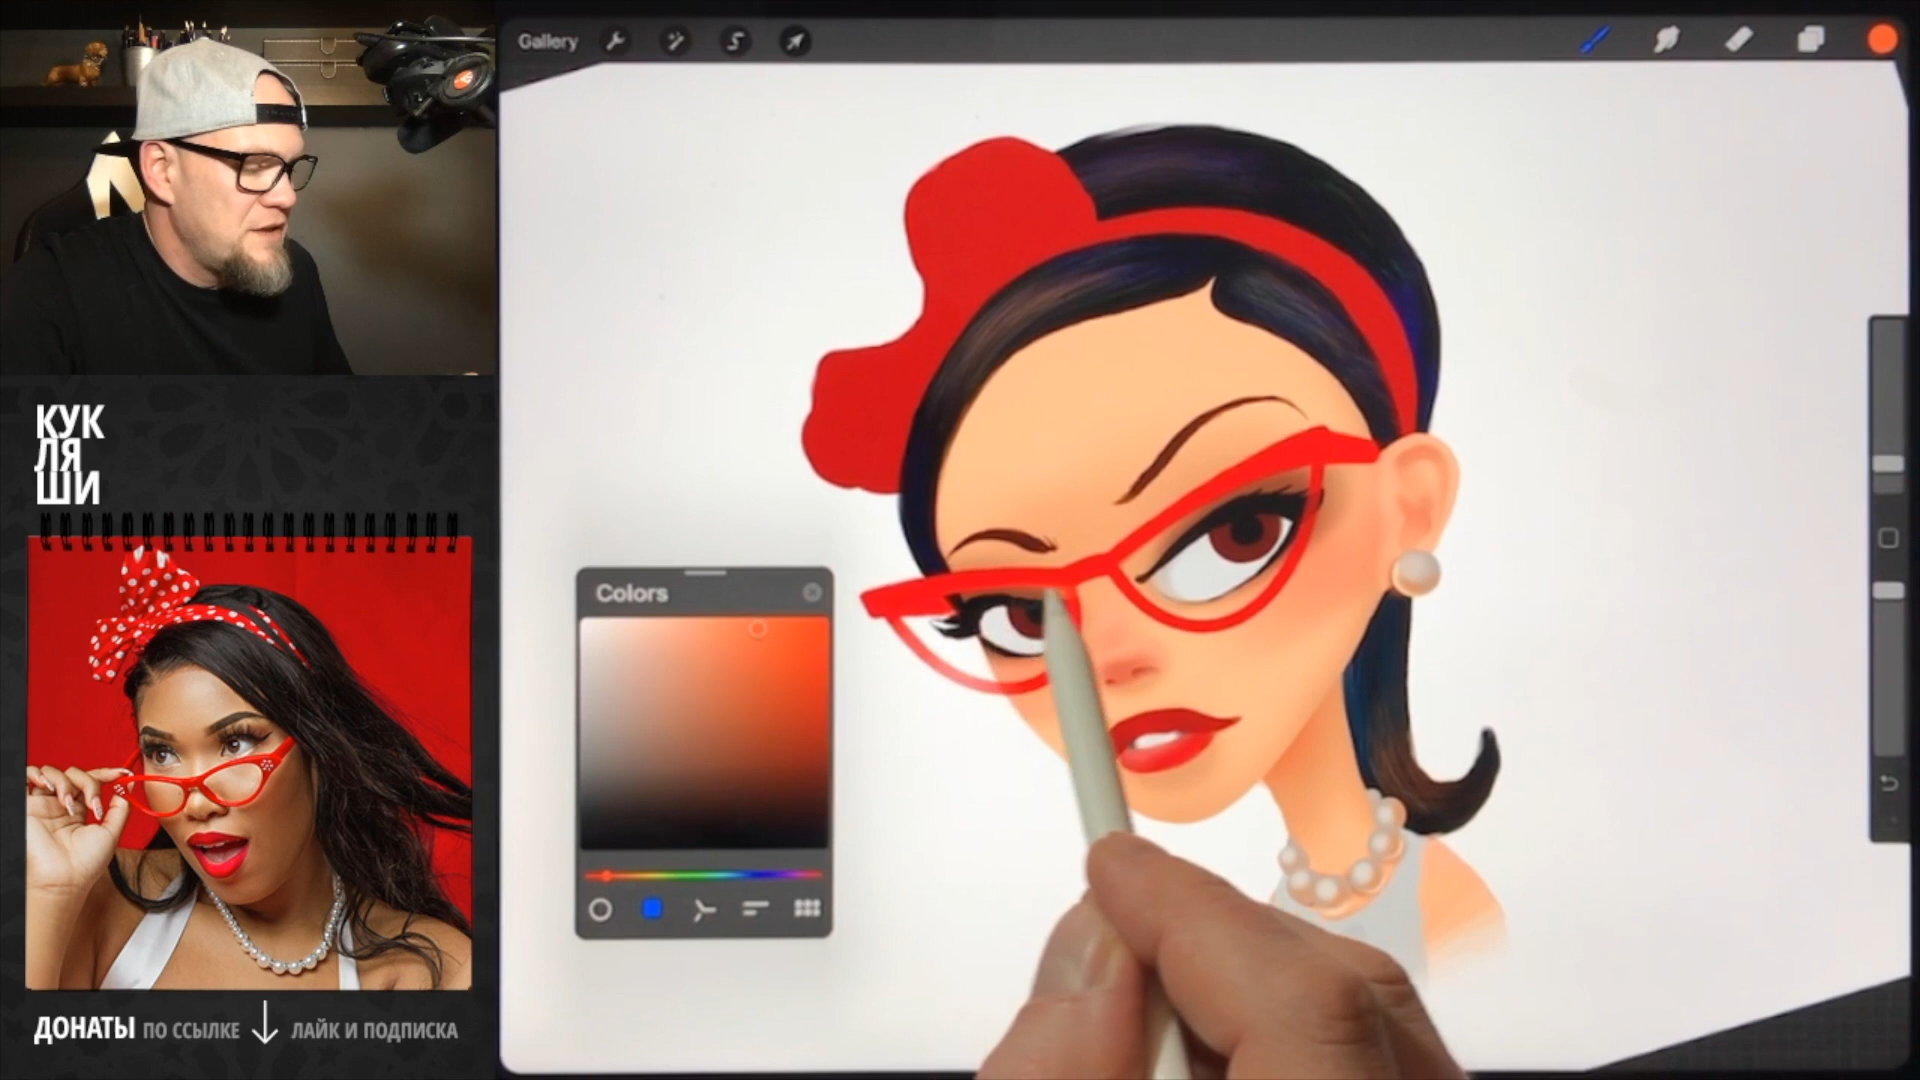 Gallery
КУК
ЛЯ
ШИ
Colors
ДОНАТЫ ПО ССЫЛКЕ ЛАЙК И ПОДПИСКА